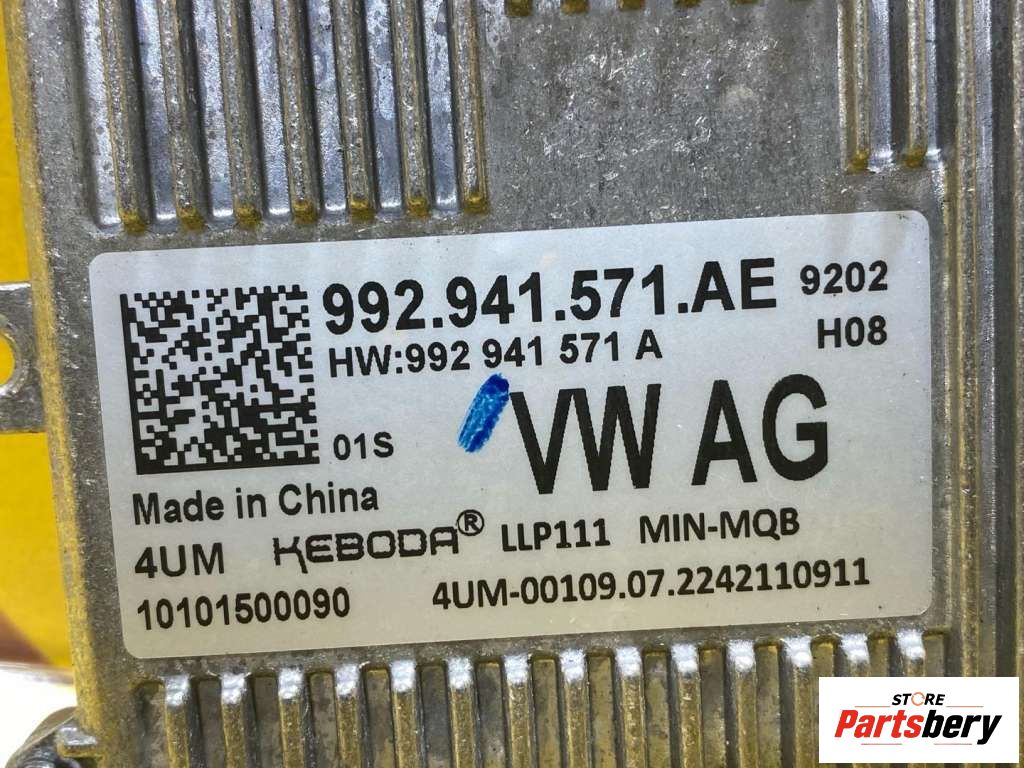 992.941.571.AE 9202
HW:992 941 571 A H08
01S
VW AG
Made in China
4UM KEBODA® LLP111 MIN-MQB
10101500090 4UM-00109.07.2242110911
STORE
Partsbery